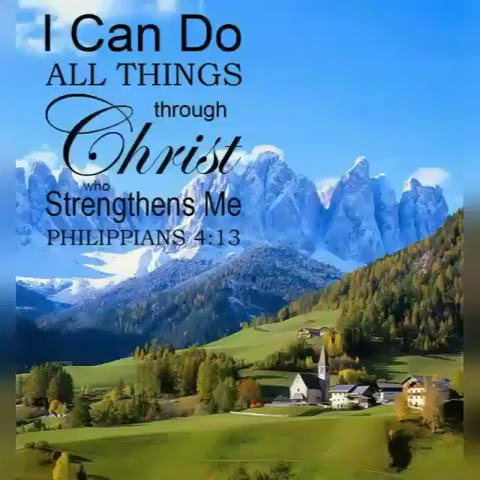 I Can Do
ALL THINGS
through
Christ
who
Strengthens Me
PHILIPPIANS 4:13